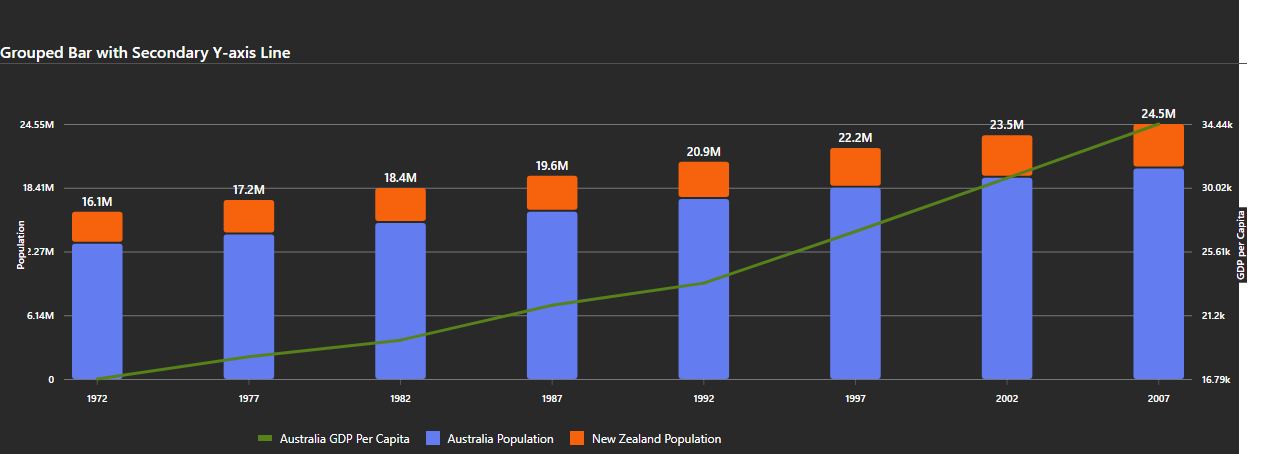 Grouped Bar with Secondary Y-axis Line
24.5M
24.55M 23.5M 34.44k
22.2M
20.9M
19.6M
18.4M
18.41M 17.2M 30.02k
16.1M
Population
2.27M 25.61k
GDP per Capita
6.14M 21.2k
0 16.79k
1972 1977 1982 1987 1992 1997 2002 2007
Australia GDP Per Capita Australia Population New Zealand Population